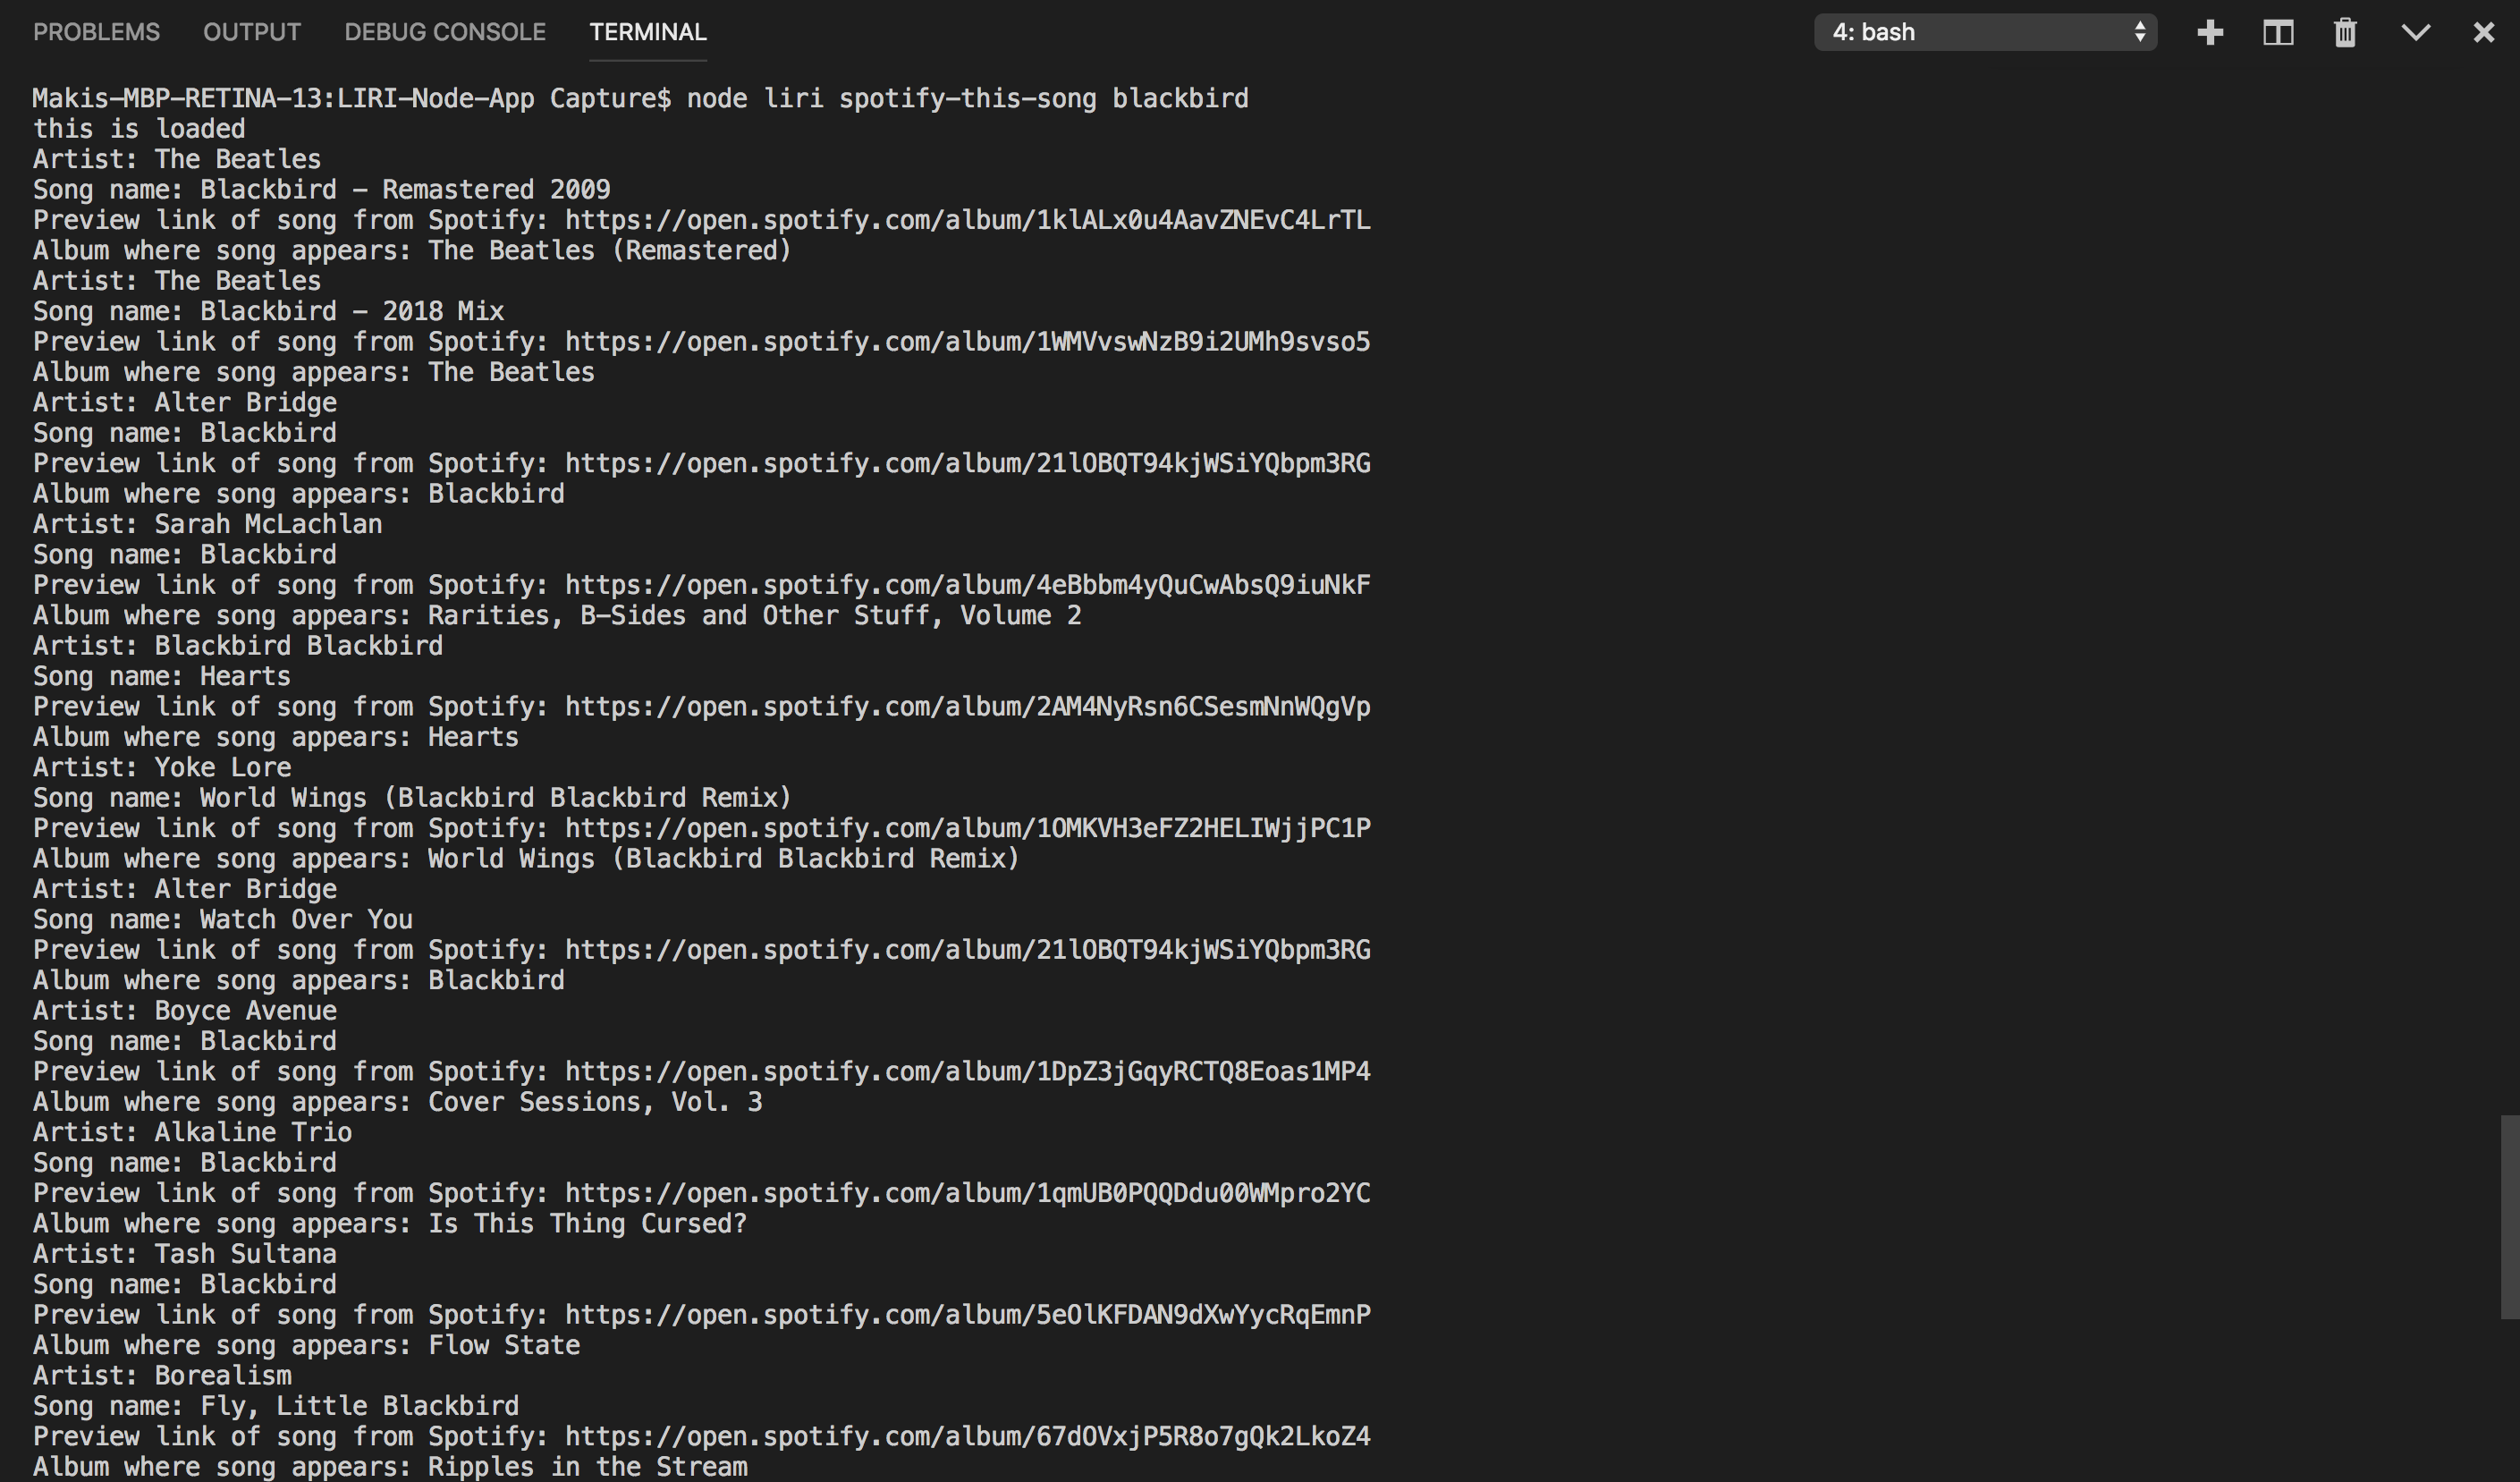 PROBLEMS OUTPUT DEBUG CONSOLE TERMINAL 4: bash
Makis-MBP-RETINA-13:LIRI-Node-App Capture$ node liri spotify-this-song blackbird
this is loaded
Artist: The Beatles
Song name: Blackbird - Remastered 2009
Preview link of song from Spotify: https://open.spotify.com/album/1klALx0u4AavZNEvC4LrTL
Album where song appears: The Beatles (Remastered)
Artist: The Beatles
Song name: Blackbird - 2018 Mix
Preview link of song from Spotify: https://open.spotify.com/album/1WMVvswNzB9i2UMh9svso5
Album where song appears: The Beatles
Artist: Alter Bridge
Song name: Blackbird
Preview link of song from Spotify: https://open.spotify.com/album/21lOBQT94kjWSiYQbpm3RG
Album where song appears: Blackbird
Artist: Sarah McLachlan
Song name: Blackbird
Preview link of song from Spotify: https://open.spotify.com/album/4eBbbm4yQuCwAbsQ9iuNkF
Album where song appears: Rarities, B-Sides and Other Stuff, Volume 2
Artist: Blackbird Blackbird
Song name: Hearts
Preview link of song from Spotify: https://open.spotify.com/album/2AM4NyRsn6CSesmNnWQgVp
Album where song appears: Hearts
Artist: Yoke Lore
Song name: World Wings (Blackbird Blackbird Remix)
Preview link of song from Spotify: https://open.spotify.com/album/1OMKVH3eFZ2HELIWjjPC1P
Album where song appears: World Wings (Blackbird Blackbird Remix)
Artist: Alter Bridge
Song name: Watch Over You
Preview link of song from Spotify: https://open.spotify.com/album/21lOBQT94kjWSiYQbpm3RG
Album where song appears: Blackbird
Artist: Boyce Avenue
Song name: Blackbird
Preview link of song from Spotify: https://open.spotify.com/album/1DpZ3jGqyRCTQ8Eoas1MP4
Album where song appears: Cover Sessions, Vol. 3
Artist: Alkaline Trio
Song name: Blackbird
Preview link of song from Spotify: https://open.spotify.com/album/1qmUB0PQQDdu00WMpro2YC
Album where song appears: Is This Thing Cursed?
Artist: Tash Sultana
Song name: Blackbird
Preview link of song from Spotify: https://open.spotify.com/album/5eOlKFDAN9dXwYycRqEmnP
Album where song appears: Flow State
Artist: Borealism
Song name: Fly, Little Blackbird
Preview link of song from Spotify: https://open.spotify.com/album/67dOVxjP5R8o7gQk2LkoZ4
Album where song appears: Ripples in the Stream